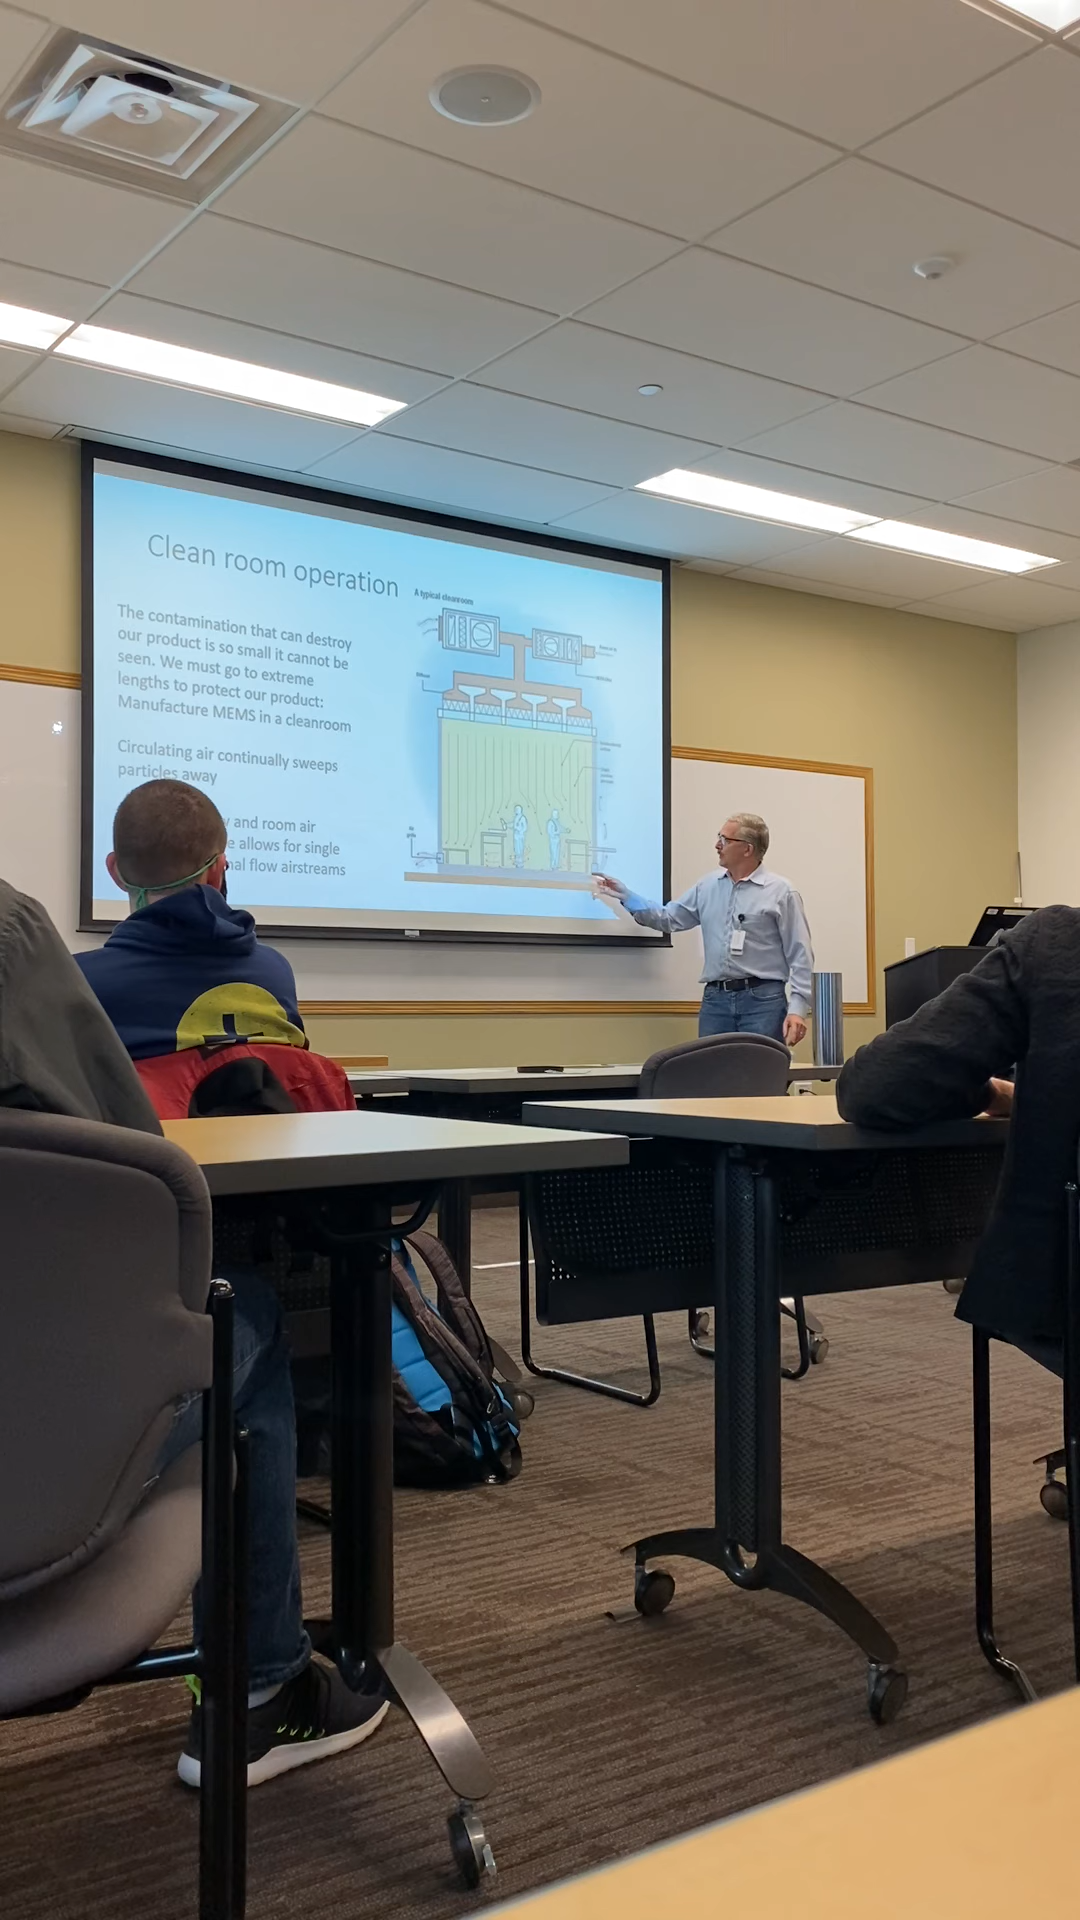 Clean room operation
A typical cleanroom
The contamination that can destroy
our product is so small it cannot be
seen. We must go to extreme
lengths to protect our product:
Manufacture MEMS in a cleanroom
Circulating air continually sweeps
particles away
and room air
allows for single
flow airstreams